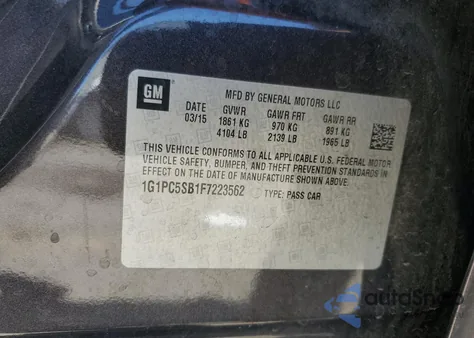 GM
MFD BY GENERAL MOTORS LLC
DATE GVWR GAWR FRT GAWR RR
03/15 1861 KG 970 KG 891 KG
4104 LB 2139 LB 1965 LB
THIS VEHICLE CONFORMS TO ALL APPLICABLE U.S. FEDERAL MOTOR
VEHICLE SAFETY, BUMPER, AND THEFT PREVENTION STANDARDS
IN EFFECT ON THE DATE OF MANUFACTURE SHOWN ABOVE.
1G1PC5SB1F7223562 TYPE: PASS CAR
autoSnap